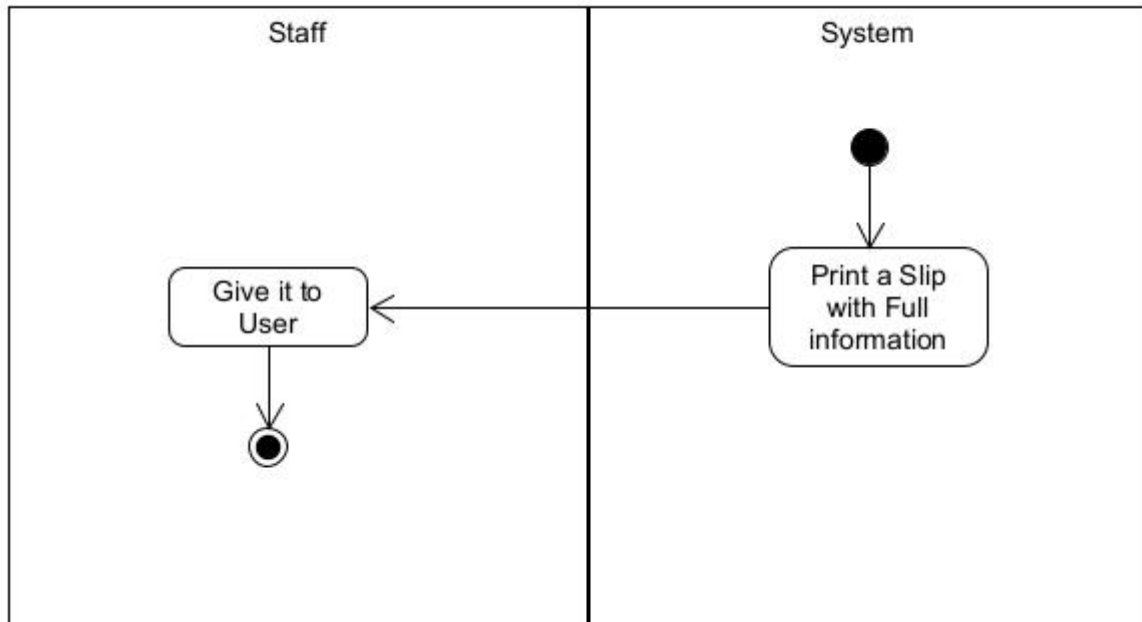 Staff
System
Give it to
User
Print a Slip
with Full
information